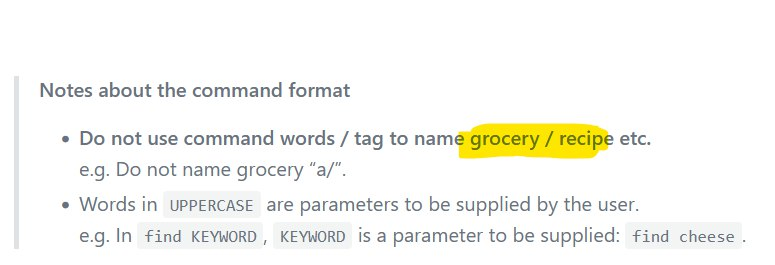 Notes about the command format
• Do not use command words / tag to name grocery / recipe etc.
e.g. Do not name grocery “a/”.
• Words in UPPERCASE are parameters to be supplied by the user.
e.g. In find KEYWORD, KEYWORD is a parameter to be supplied: find cheese.